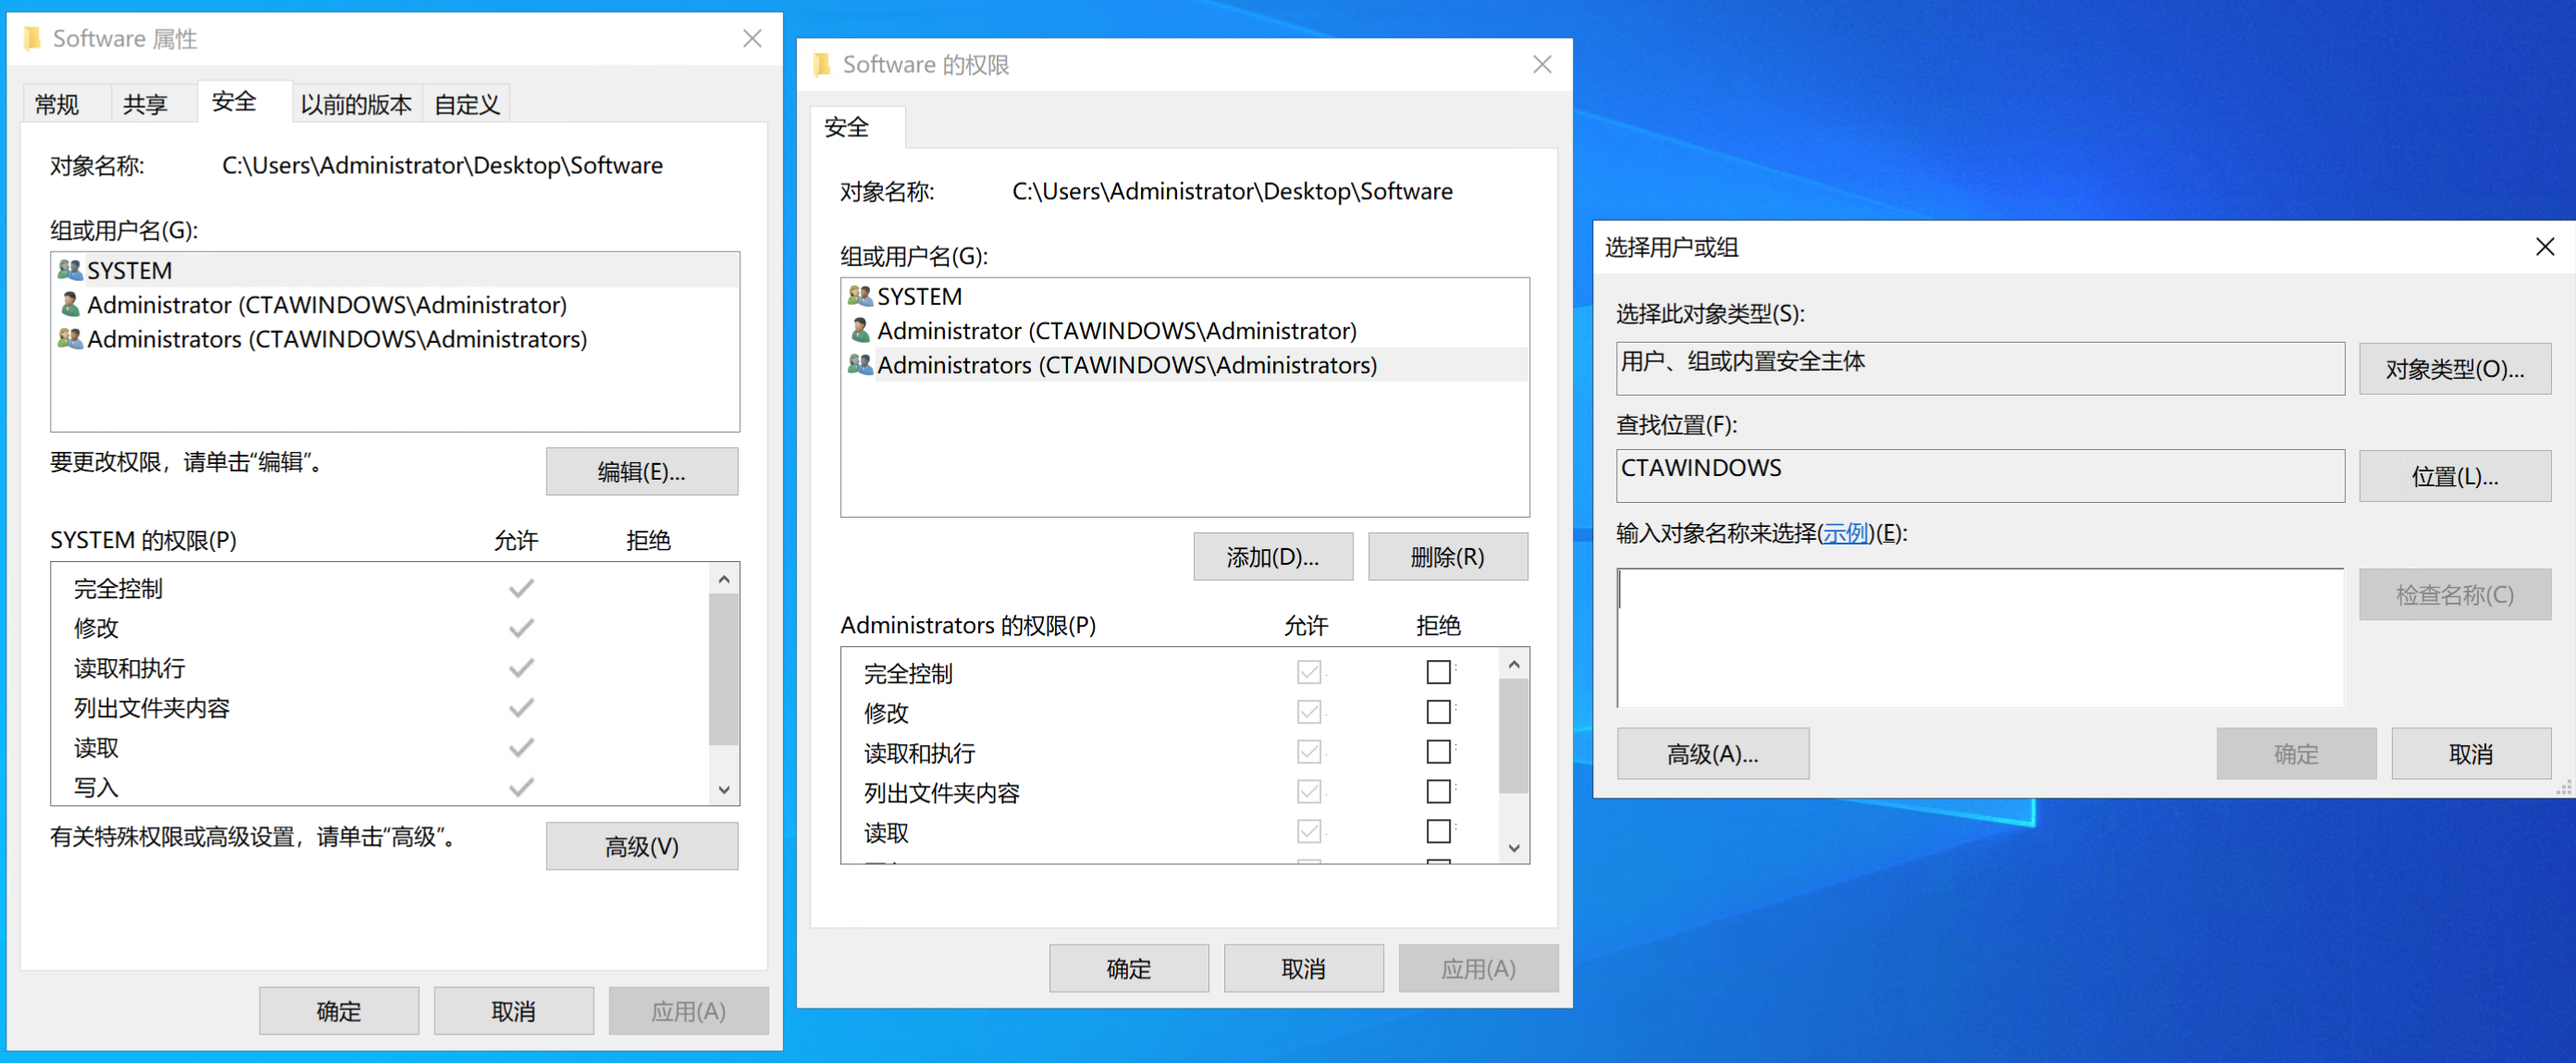 Software 属性
常规
共享
安全
以前的版本
自定义
对象名称:
C:\Users\Administrator\Desktop\Software
组或用户名(G):
SYSTEM
Administrator (CTAWINDOWS\Administrator)
Administrators (CTAWINDOWS\Administrators)
要更改权限，请单击“编辑”。
编辑(E)...
SYSTEM 的权限(P)
允许
拒绝
完全控制
修改
读取和执行
列出文件夹内容
读取
写入
有关特殊权限或高级设置，请单击“高级”。
高级(V)
确定
取消
应用(A)
Software 的权限
安全
对象名称:
C:\Users\Administrator\Desktop\Software
组或用户名(G):
SYSTEM
Administrator (CTAWINDOWS\Administrator)
Administrators (CTAWINDOWS\Administrators)
添加(D)...
删除(R)
Administrators 的权限(P)
允许
拒绝
完全控制
修改
读取和执行
列出文件夹内容
读取
确定
取消
应用(A)
选择用户或组
选择此对象类型(S):
用户、组或内置安全主体
对象类型(O)...
查找位置(F):
CTAWINDOWS
位置(L)...
输入对象名称来选择(示例)(E):
检查名称(C)
高级(A)...
确定
取消